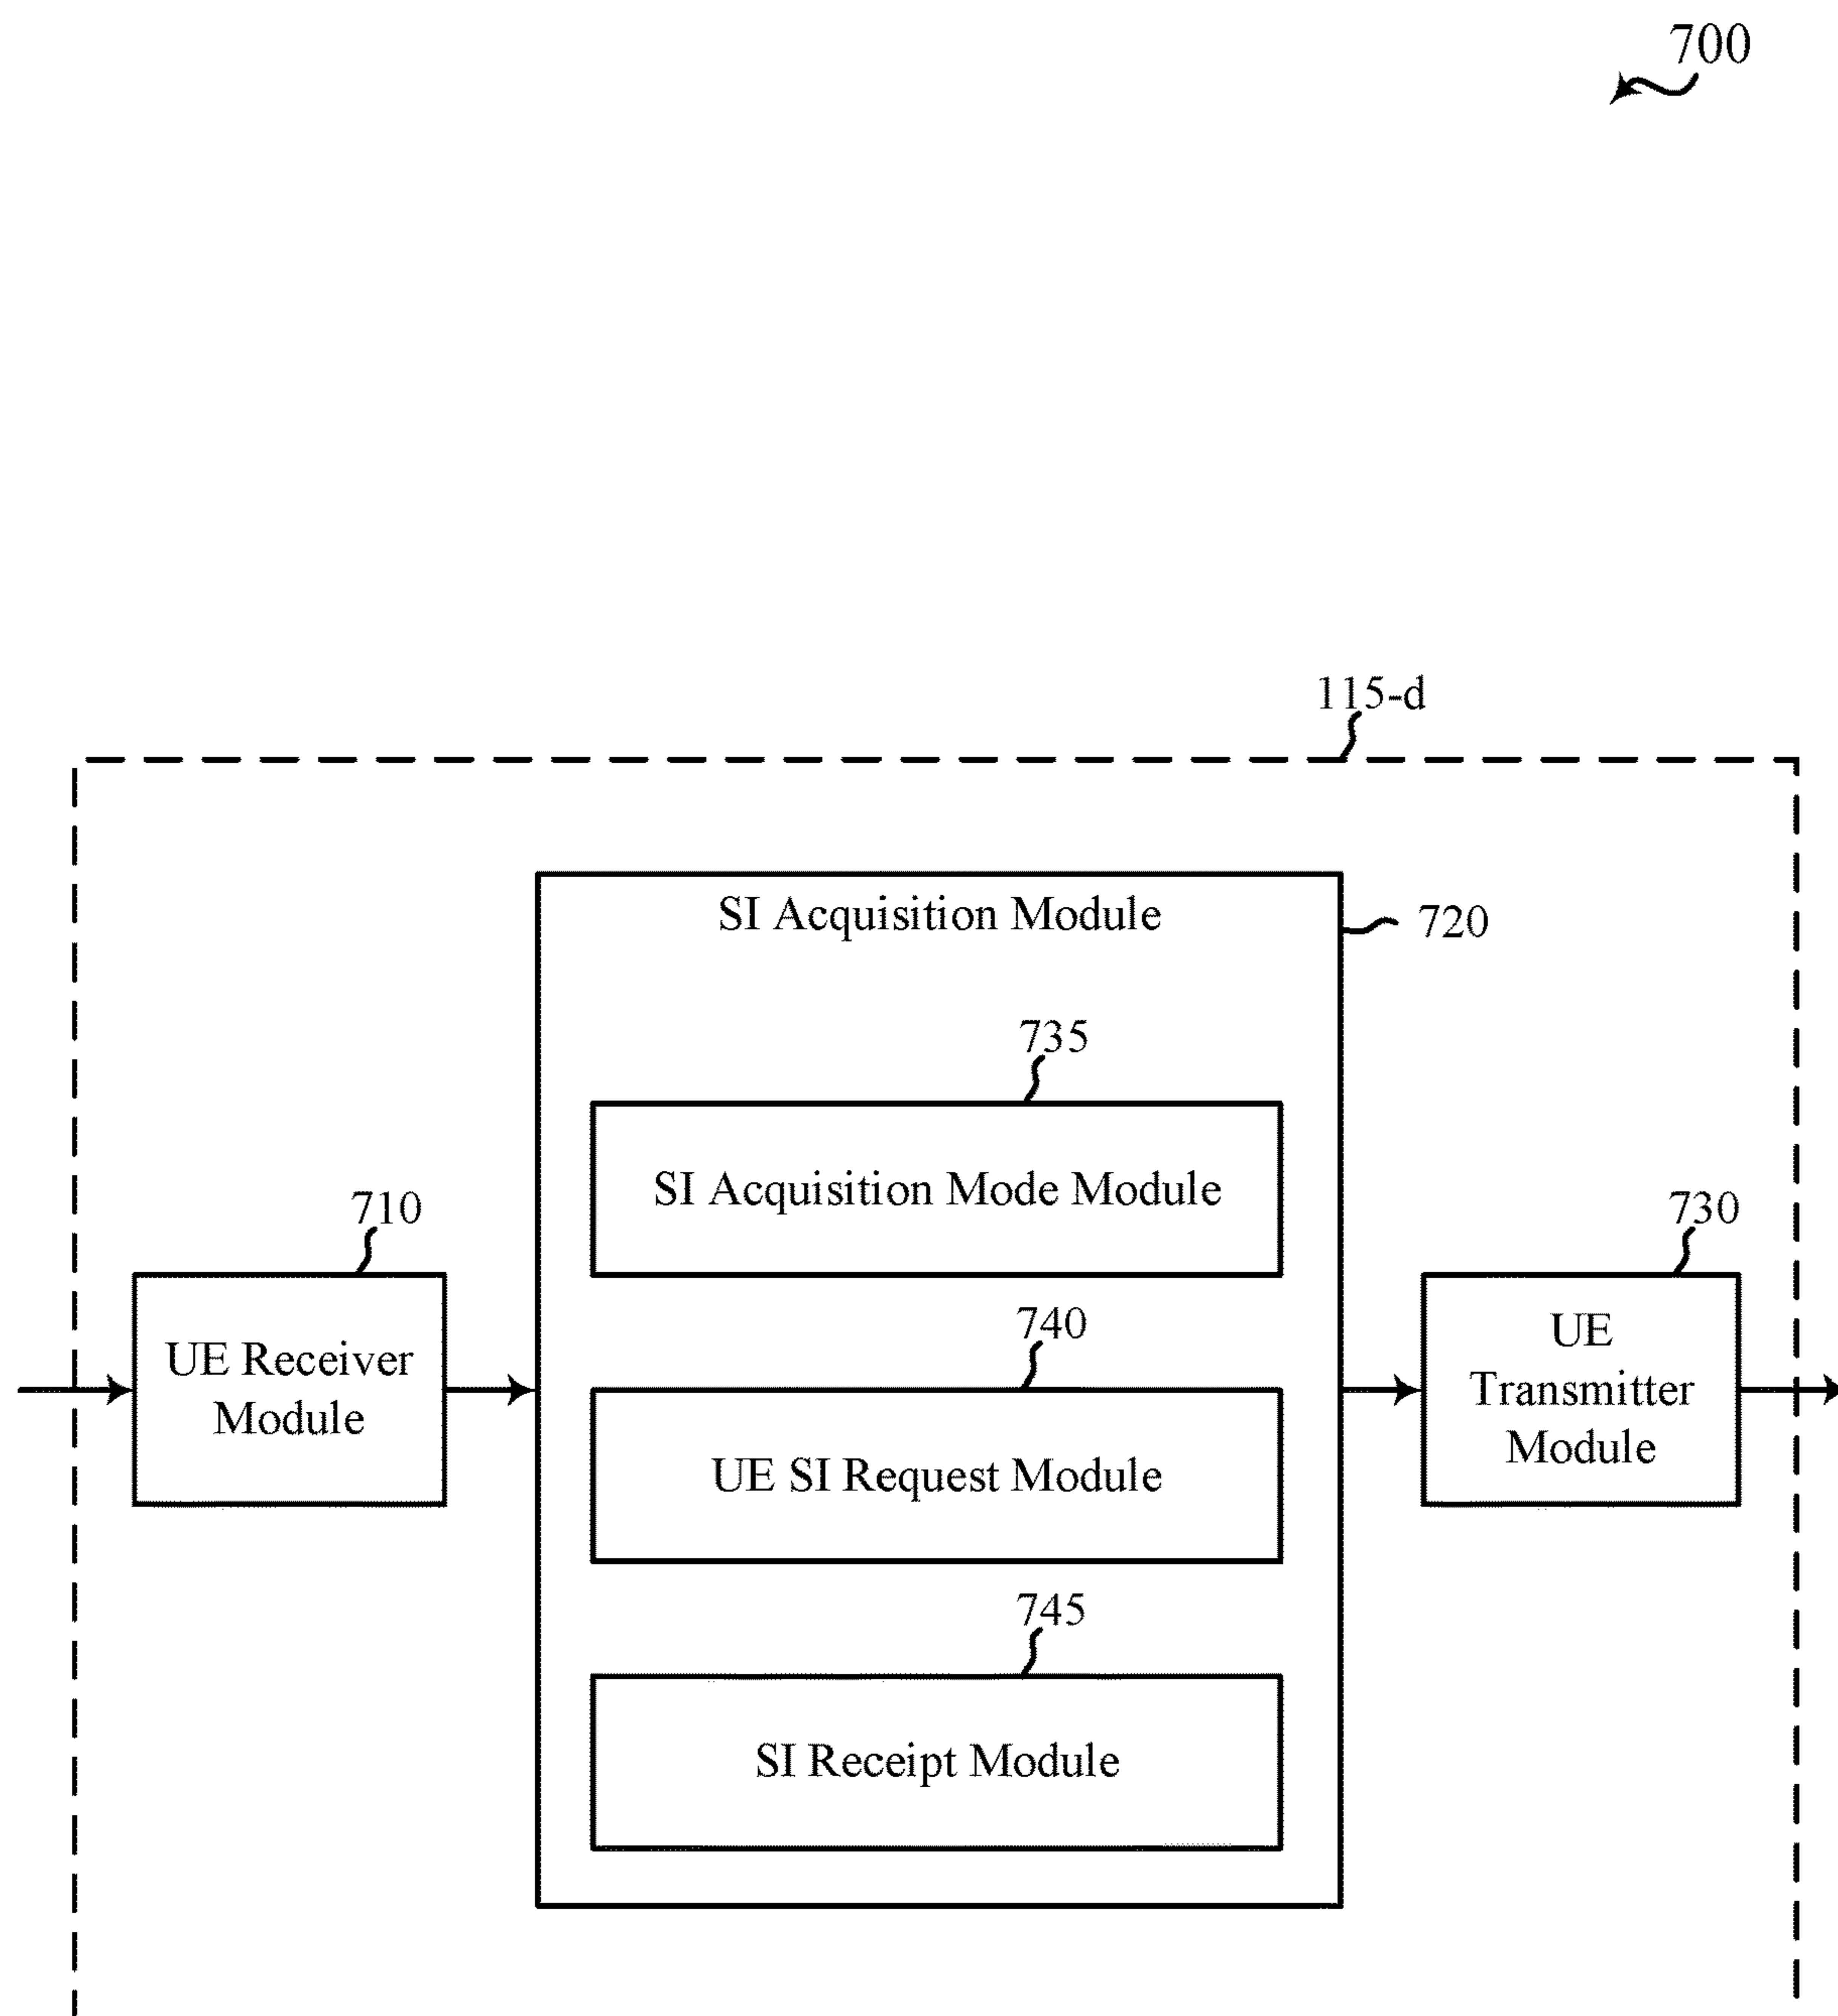 700
115-d
SI Acquisition Module
720
735
SI Acquisition Mode Module
710
UE Receiver
Module
740
UE SI Request Module
730
UE
Transmitter
Module
745
SI Receipt Module